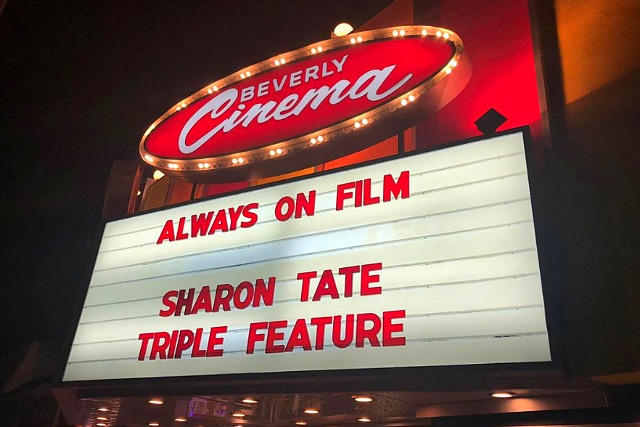 BEVERLY
Cinema
ALWAYS ON FILM
SHARON TATE
TRIPLE FEATURE